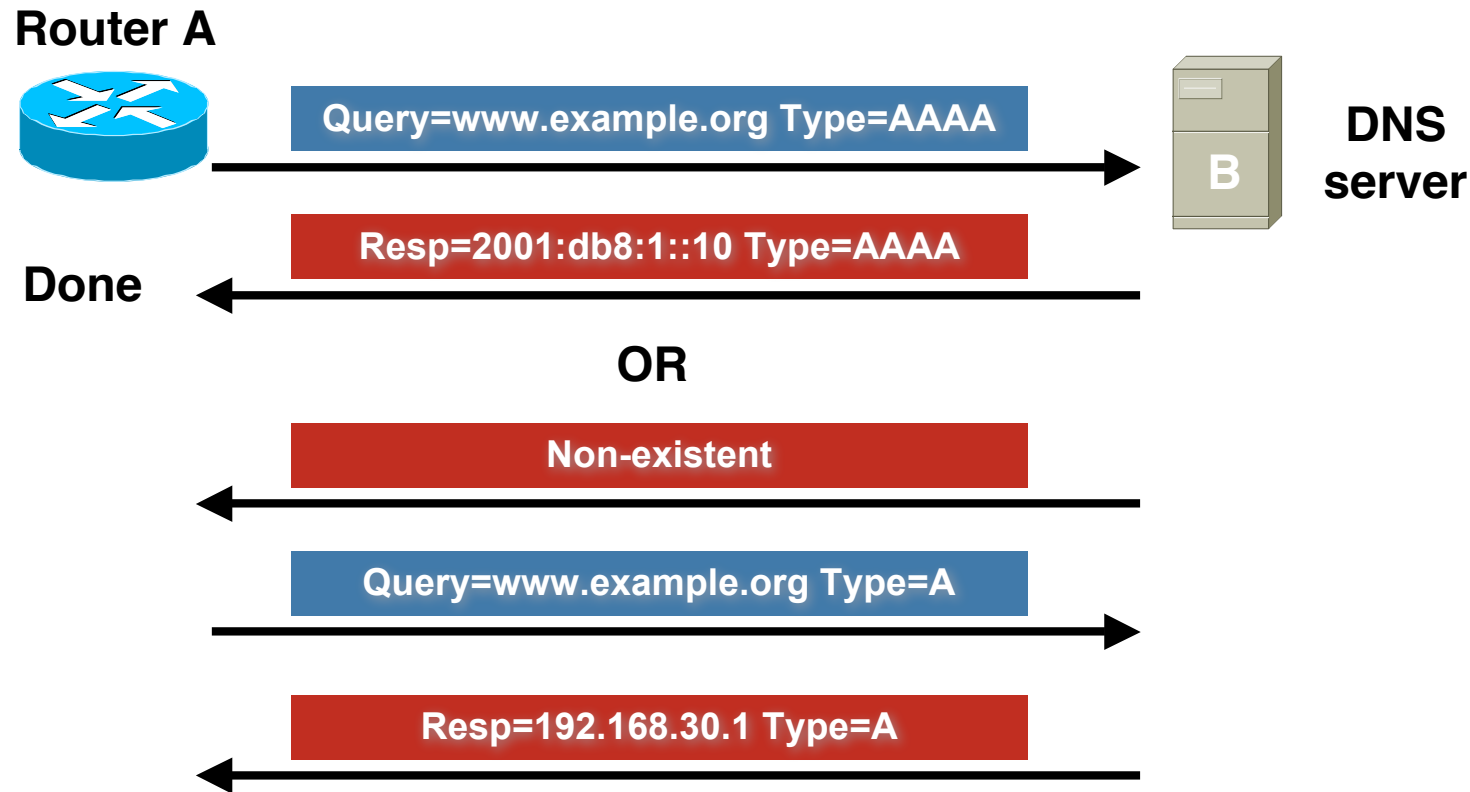 Router A
Query=www.example.org Type=AAAA
B
DNS
server
Resp=2001:db8:1::10 Type=AAAA
Done
OR
Non-existent
Query=www.example.org Type=A
Resp=192.168.30.1 Type=A